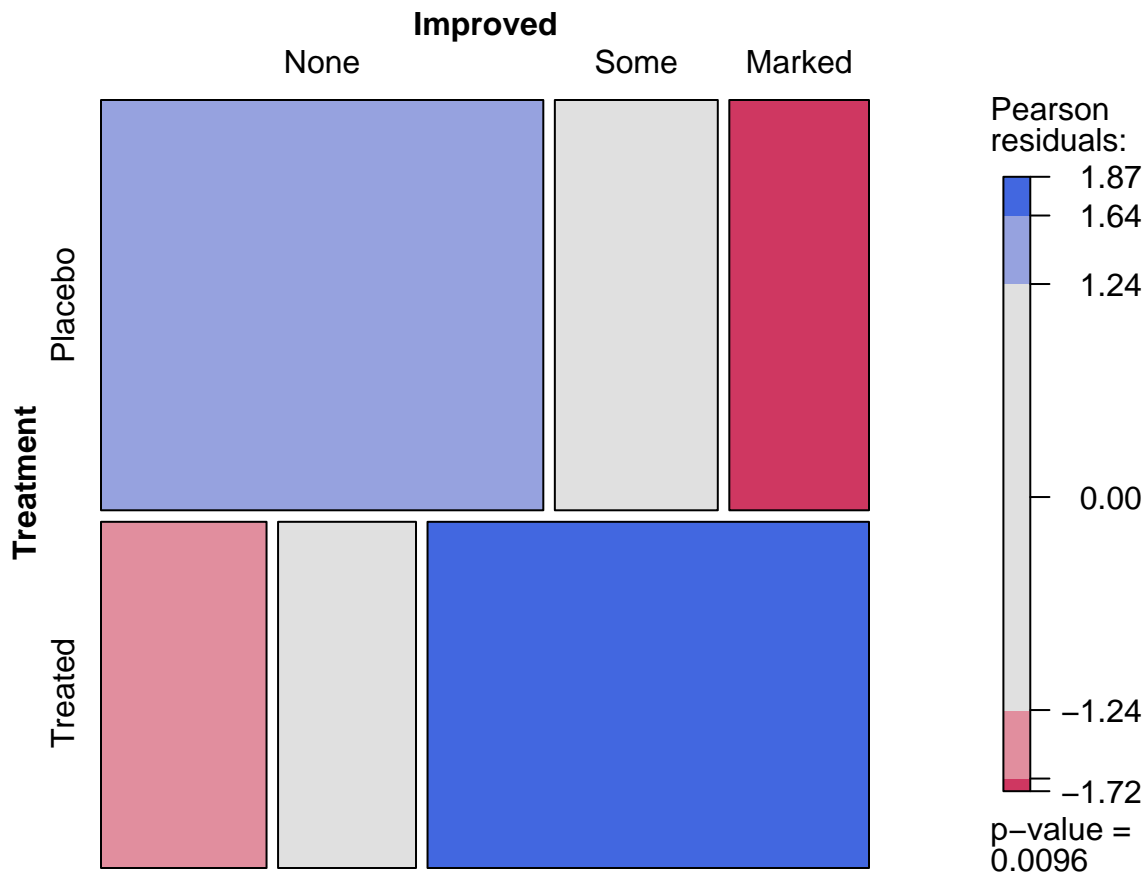 Improved
None Some Marked
Treatment
Placebo
Treated
Pearson
residuals:
1.87
1.64
1.24
0.00
−1.24
−1.72
p−value =
0.0096